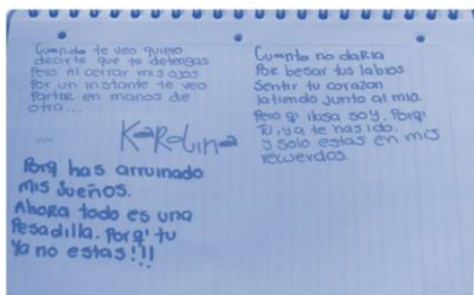 Cuando te veo quiero
decirte que te detengas
Pero Al cerrar mis ojos
Por un instante te veo
Partir en manos de
otra...
Karolina
Porq has arruinado
mis sueños.
Ahora todo es una
Pesadilla. Porq' tu
ya no estas!!!
Cuanto no daria
Por besar tus labios
Sentir tu corazon
latiendo junto al mio
Pero q' ilusa soy. Porq'
Tu, ya te has ido.
y solo estas en mis
recuerdos.